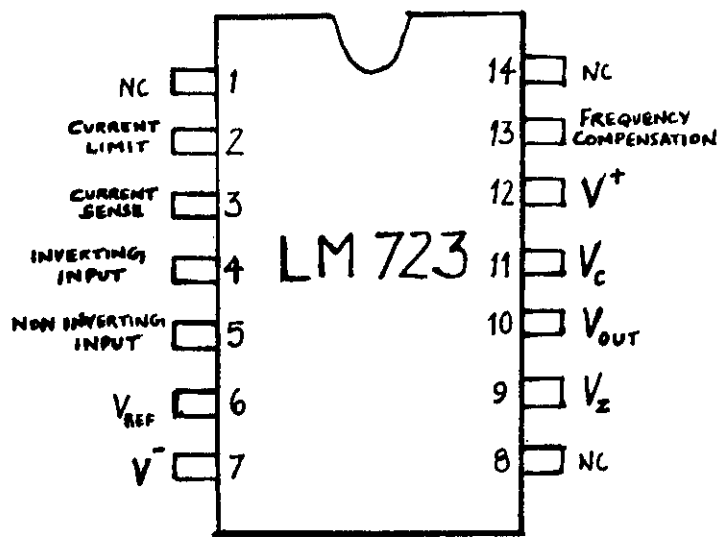 NC 1
CURRENT
LIMIT 2
CURRENT
SENSE 3
INVERTING
INPUT 4
NON INVERTING
INPUT 5
VREF 6
V- 7
LM 723
14 NC
13 FREQUENCY
COMPENSATION
12 V+
11 Vc
10 VOUT
9 Vz
8 NC